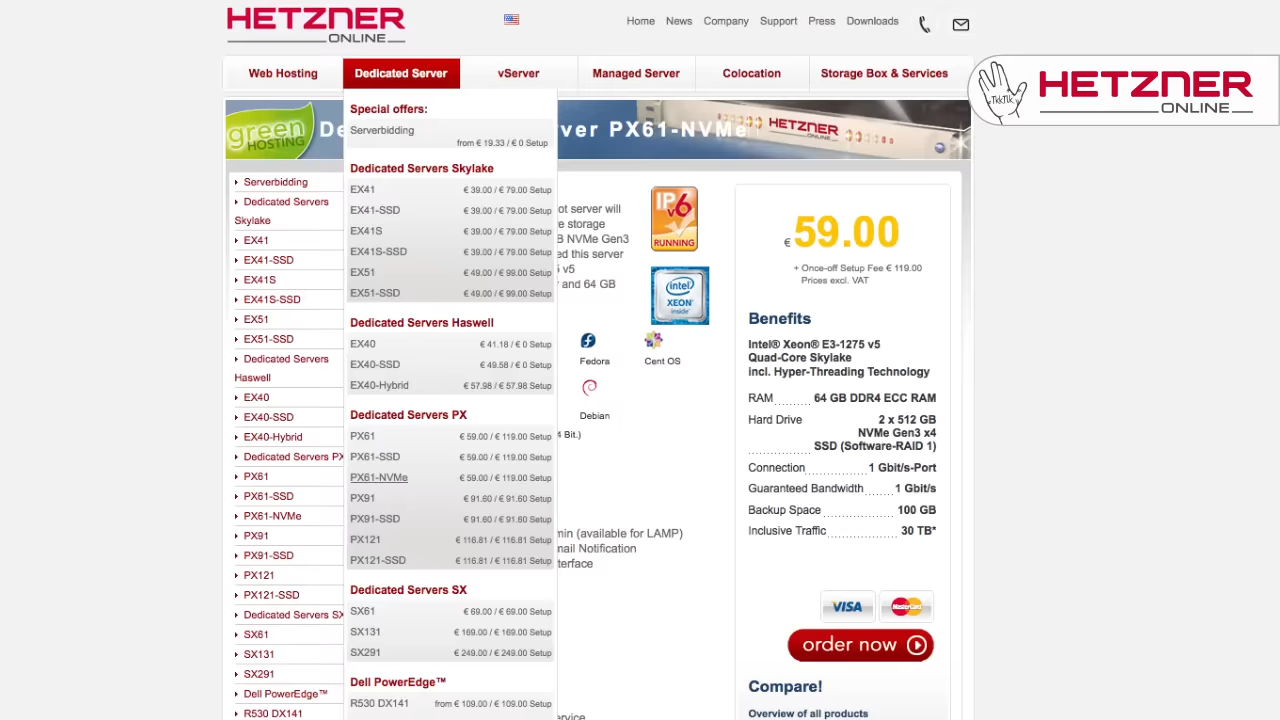 HETZNER
ONLINE
Home News Company Support Press Downloads
Web Hosting Dedicated Server vServer Managed Server Colocation Storage Box & Services
TkkTlk
HETZNER
ONLINE
green
HOSTING
De
ver PX61-NVMe
HETZNER
ONLINE
Serverbidding
Dedicated Servers
Skylake
EX41
EX41-SSD
EX41S
EX41S-SSD
EX51
EX51-SSD
Dedicated Servers
Haswell
EX40
EX40-SSD
EX40-Hybrid
Dedicated Servers PX
PX61
PX61-SSD
PX61-NVMe
PX91
PX91-SSD
PX121
PX121-SSD
Dedicated Servers SX
SX61
SX131
SX291
Dell PowerEdge™
R530 DX141
Special offers:
Serverbidding
from € 19.33 / € 0 Setup
Dedicated Servers Skylake
EX41 € 39.00 / € 79.00 Setup
EX41-SSD € 39.00 / € 79.00 Setup
EX41S € 39.00 / € 79.00 Setup
EX41S-SSD € 39.00 / € 79.00 Setup
EX51 € 49.00 / € 99.00 Setup
EX51-SSD € 49.00 / € 99.00 Setup
Dedicated Servers Haswell
EX40 € 41.18 / € 0 Setup
EX40-SSD € 49.58 / € 0 Setup
EX40-Hybrid € 57.98 / € 57.98 Setup
Dedicated Servers PX
PX61 € 59.00 / € 119.00 Setup
PX61-SSD € 59.00 / € 119.00 Setup
PX61-NVMe € 59.00 / € 119.00 Setup
PX91 € 91.60 / € 91.60 Setup
PX91-SSD € 91.60 / € 91.60 Setup
PX121 € 116.81 / € 116.81 Setup
PX121-SSD € 116.81 / € 116.81 Setup
Dedicated Servers SX
SX61 € 69.00 / € 69.00 Setup
SX131 € 169.00 / € 169.00 Setup
SX291 € 249.00 / € 249.00 Setup
Dell PowerEdge™
R530 DX141 from € 109.00 / € 109.00 Setup
ot server will
e storage
B NVMe Gen3
ed this server
5 v5
y and 64 GB
IPv6
RUNNING
intel
XEON
inside
Fedora Cent OS
Debian
4 Bit.)
min (available for LAMP)
mail Notification
terface
ervice
€ 59.00
+ Once-off Setup Fee € 119.00
Prices excl. VAT
Benefits
Intel® Xeon® E3-1275 v5
Quad-Core Skylake
incl. Hyper-Threading Technology
RAM 64 GB DDR4 ECC RAM
Hard Drive 2 x 512 GB
NVMe Gen3 x4
SSD (Software-RAID 1)
Connection 1 Gbit/s-Port
Guaranteed Bandwidth 1 Gbit/s
Backup Space 100 GB
Inclusive Traffic 30 TB*
VISA MasterCard
order now
Compare!
Overview of all products